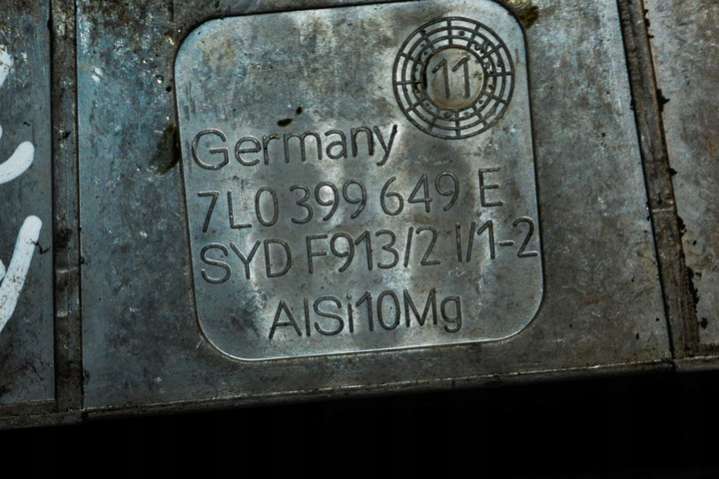 11
Germany
7L0 399 649 E
SYD F913/2 I/1-2
AlSi10Mg